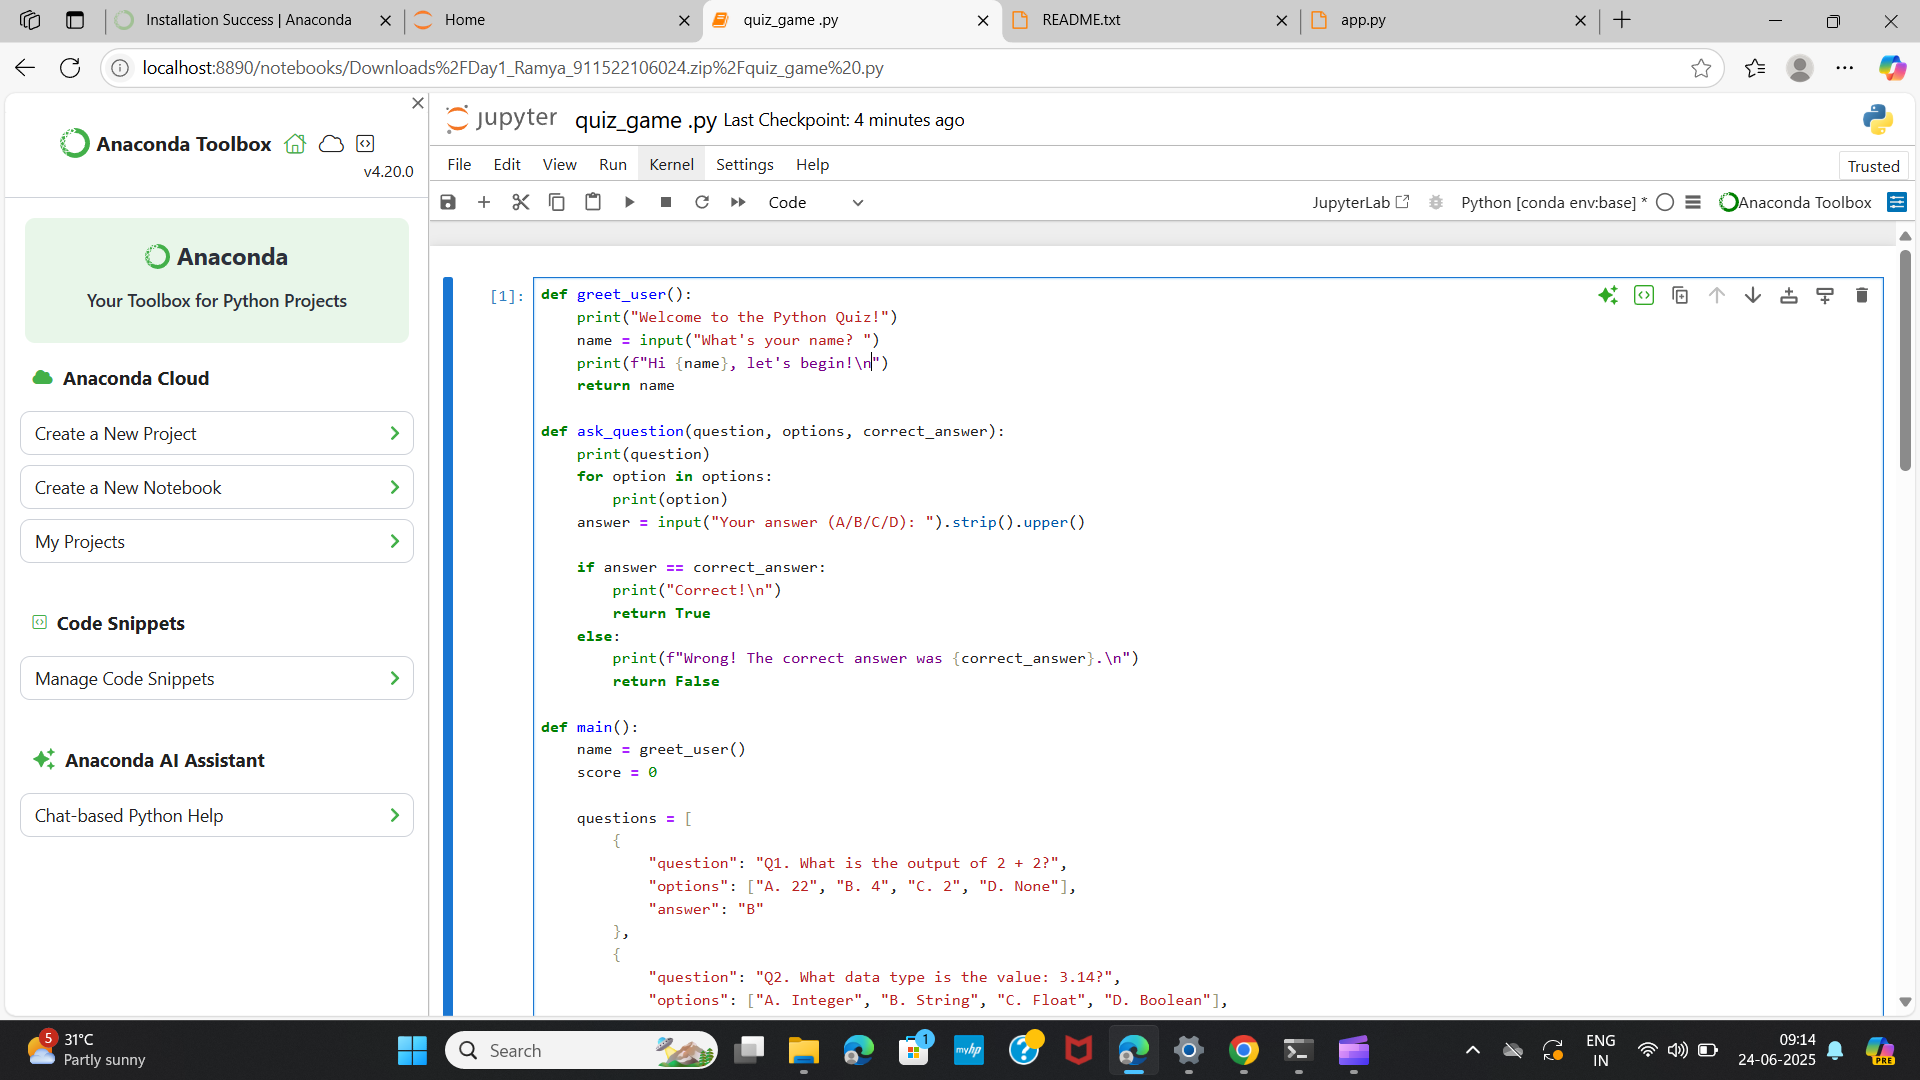 Installation Success | Anaconda
Home
quiz_game .py
README.txt
app.py
localhost:8890/notebooks/Downloads%2FDay1_Ramya_911522106024.zip%2Fquiz_game%20.py
Anaconda Toolbox
v4.20.0
Anaconda
Your Toolbox for Python Projects
Anaconda Cloud
Create a New Project
Create a New Notebook
My Projects
Code Snippets
Manage Code Snippets
Anaconda AI Assistant
Chat-based Python Help
jupyter quiz_game .py Last Checkpoint: 4 minutes ago
File Edit View Run Kernel Settings Help
Trusted
Code
JupyterLab
Python [conda env:base] *
Anaconda Toolbox
[1]:
def greet_user():
    print("Welcome to the Python Quiz!")
    name = input("What's your name? ")
    print(f"Hi {name}, let's begin!\n")
    return name
def ask_question(question, options, correct_answer):
    print(question)
    for option in options:
        print(option)
    answer = input("Your answer (A/B/C/D): ").strip().upper()
    if answer == correct_answer:
        print("Correct!\n")
        return True
    else:
        print(f"Wrong! The correct answer was {correct_answer}.\n")
        return False
def main():
    name = greet_user()
    score = 0
    questions = [
        {
            "question": "Q1. What is the output of 2 + 2?",
            "options": ["A. 22", "B. 4", "C. 2", "D. None"],
            "answer": "B"
        },
        {
            "question": "Q2. What data type is the value: 3.14?",
            "options": ["A. Integer", "B. String", "C. Float", "D. Boolean"],
5
31°C
Partly sunny
Search
1
myhp
ENG
IN
09:14
24-06-2025
PRE